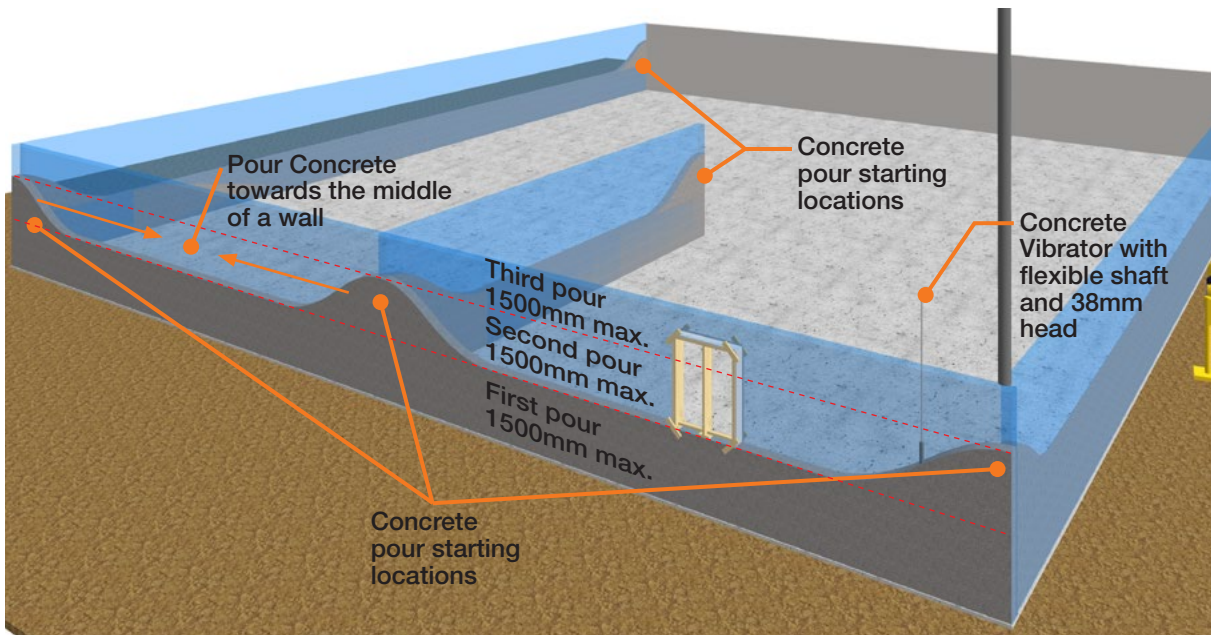 Pour Concrete
towards the middle
of a wall
Concrete
pour starting
locations
Concrete
Vibrator with
flexible shaft
and 38mm
head
Third pour
1500mm max.
Second pour
1500mm max.
First pour
1500mm max.
Concrete
pour starting
locations